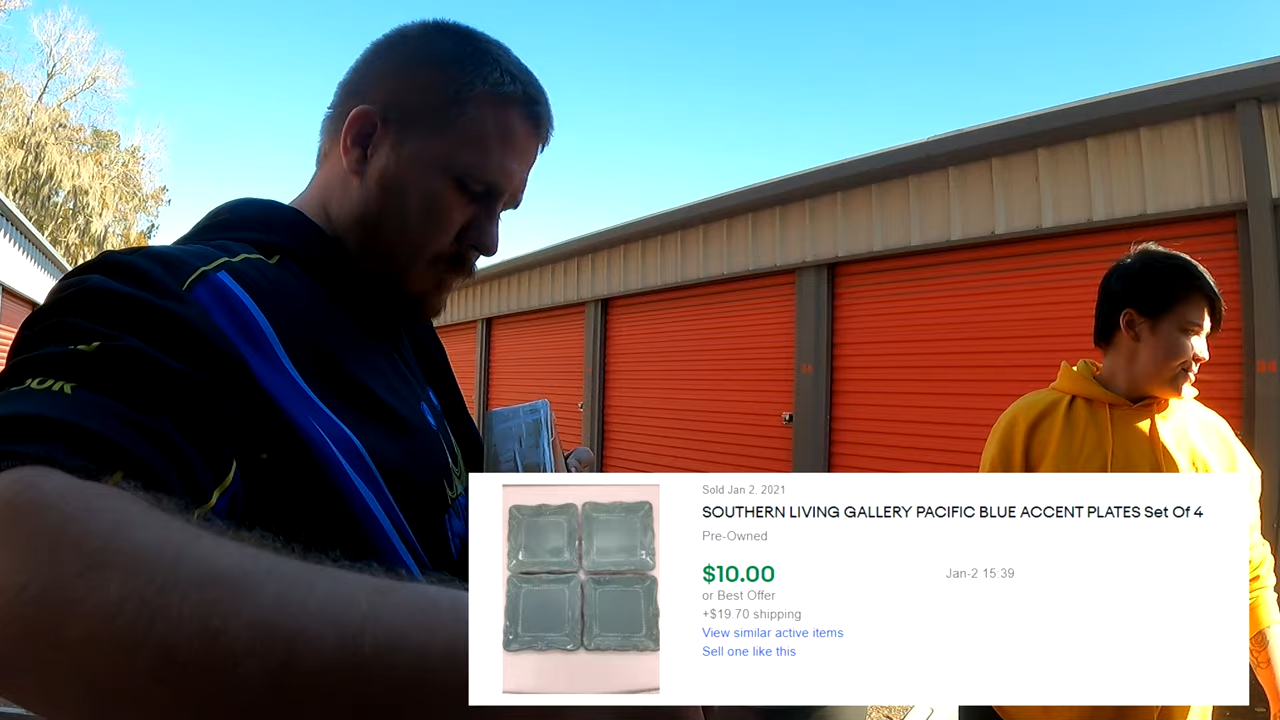 Sold Jan 2, 2021
SOUTHERN LIVING GALLERY PACIFIC BLUE ACCENT PLATES Set Of 4
Pre-Owned
$10.00
Jan-2 15:39
or Best Offer
+$19.70 shipping
View similar active items
Sell one like this